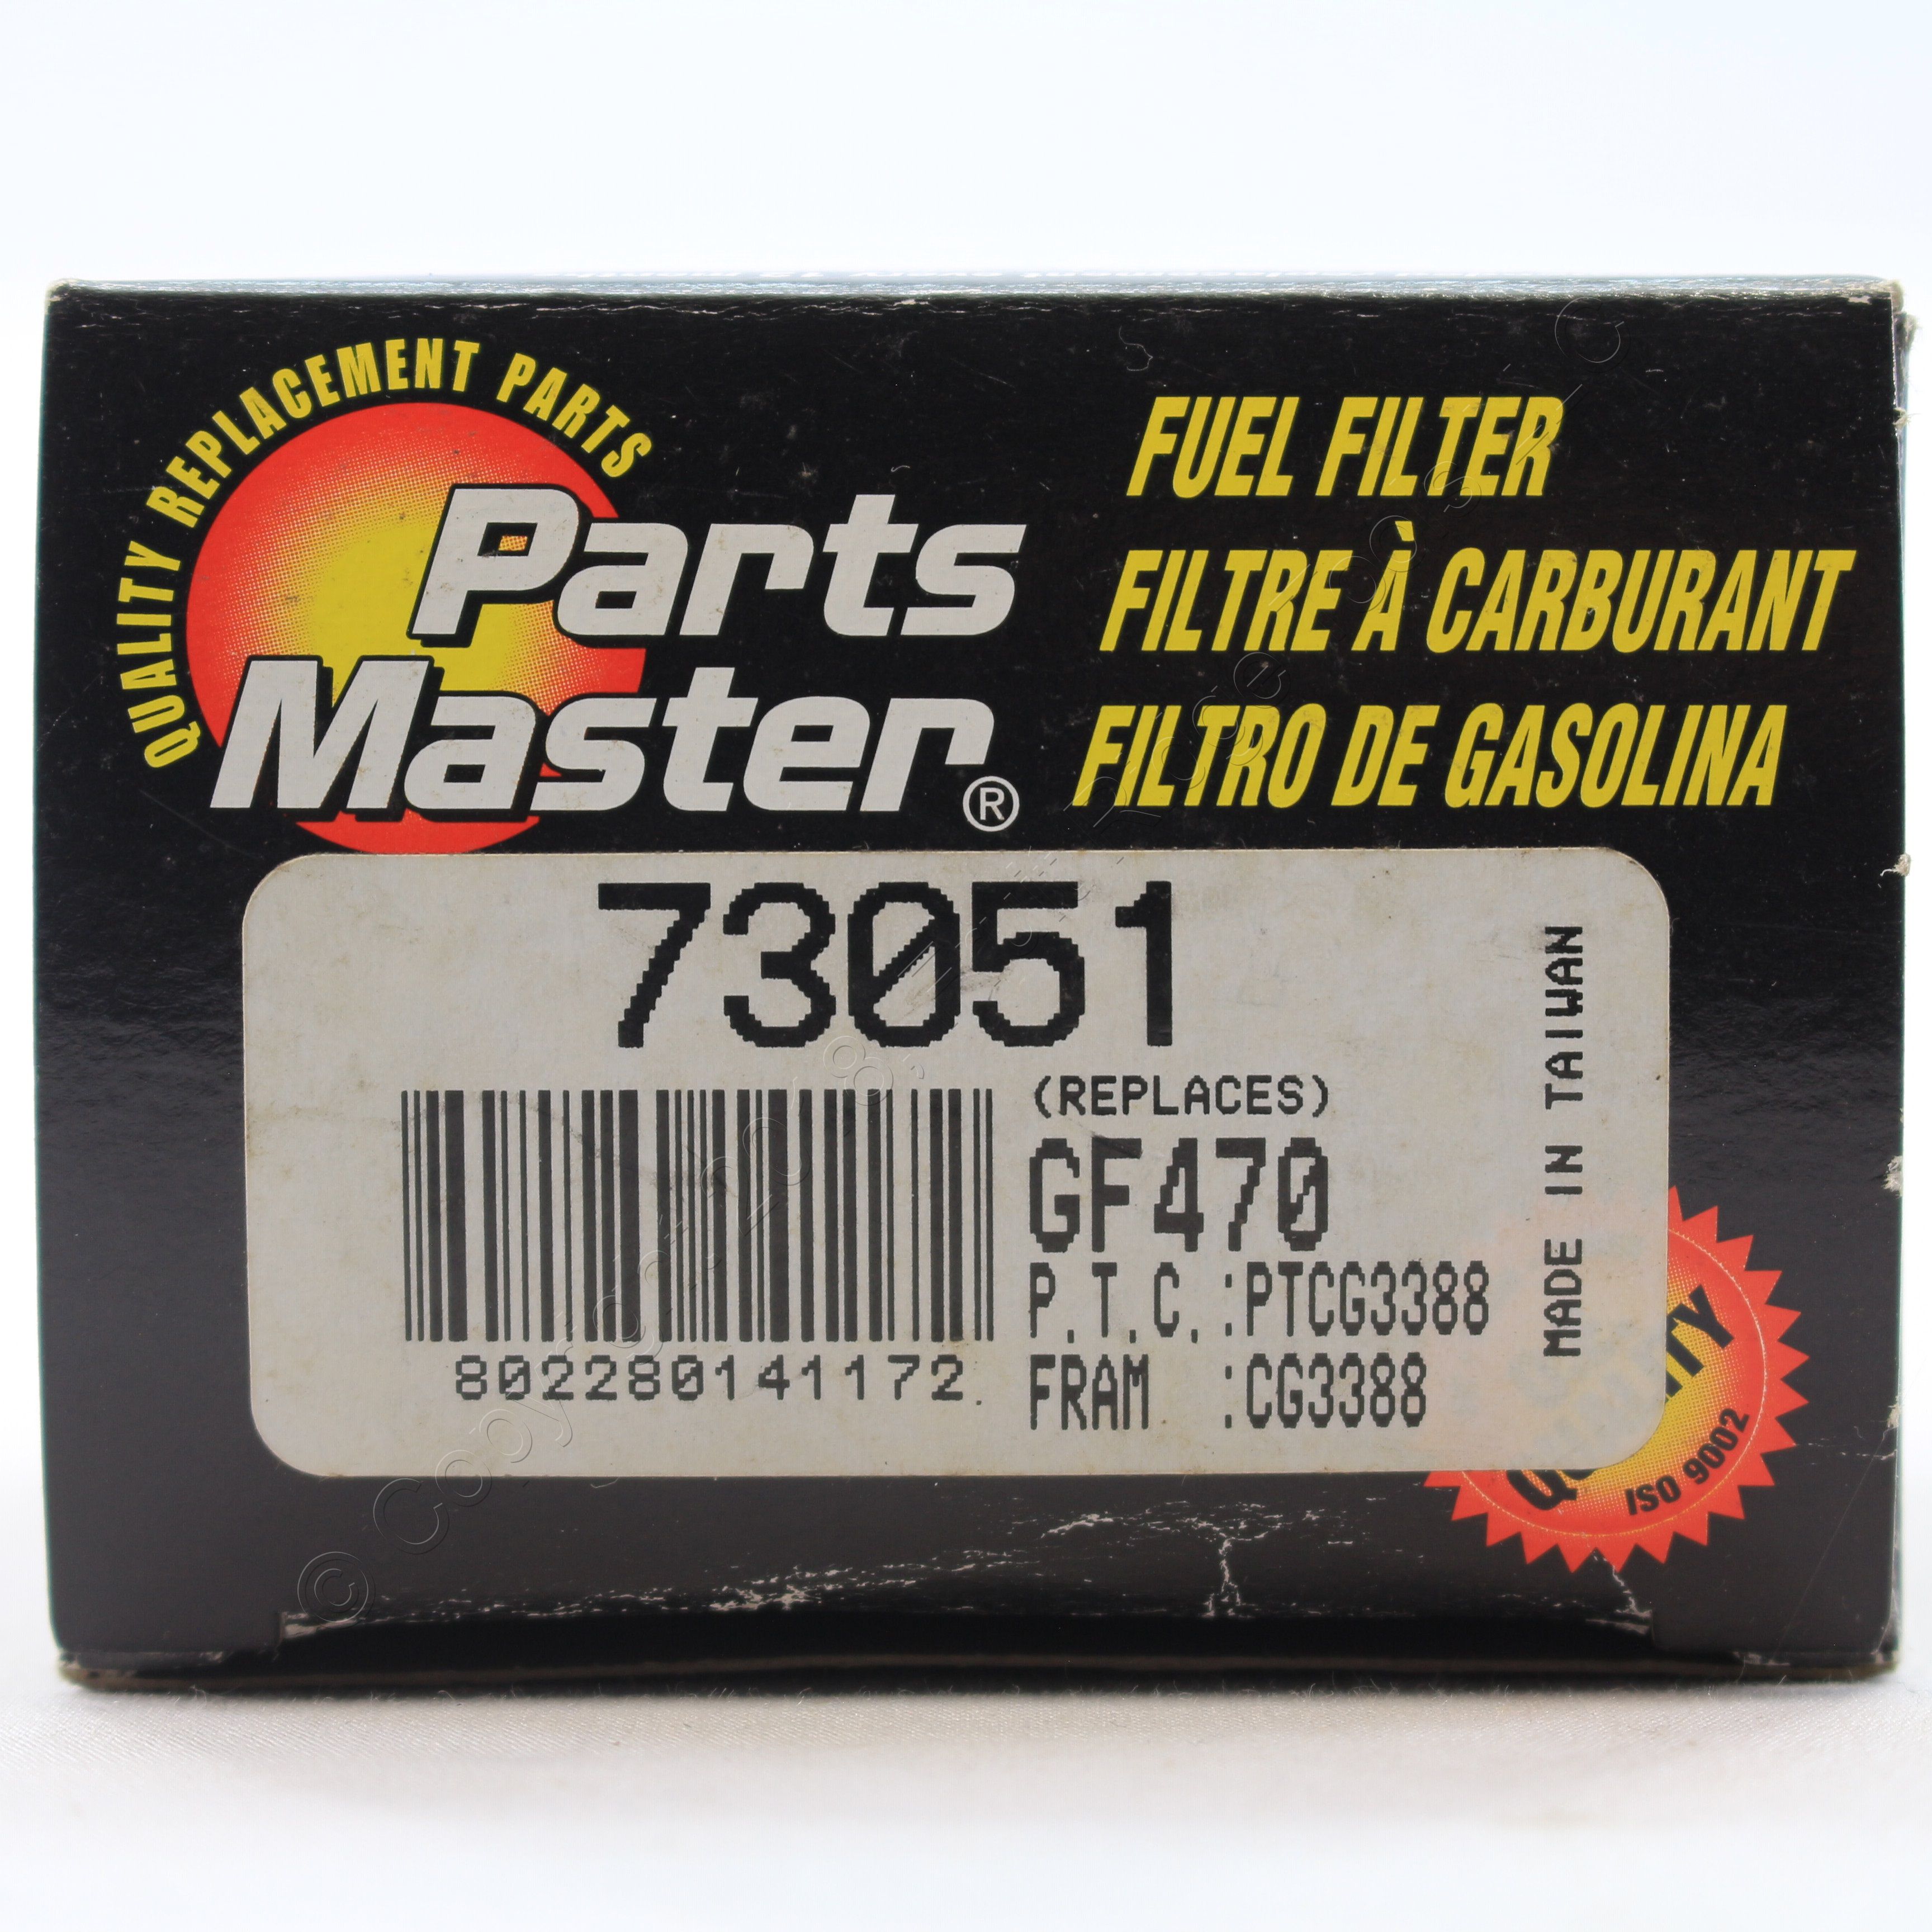 QUALITY REPLACEMENT PARTS
Parts
Master®
FUEL FILTER
FILTRE À CARBURANT
FILTRO DE GASOLINA
73051
(REPLACES)
GF470
P.T.C.:PTCG3388
FRAM :CG3388
802280141172
MADE IN TAIWAN
ISO 9002